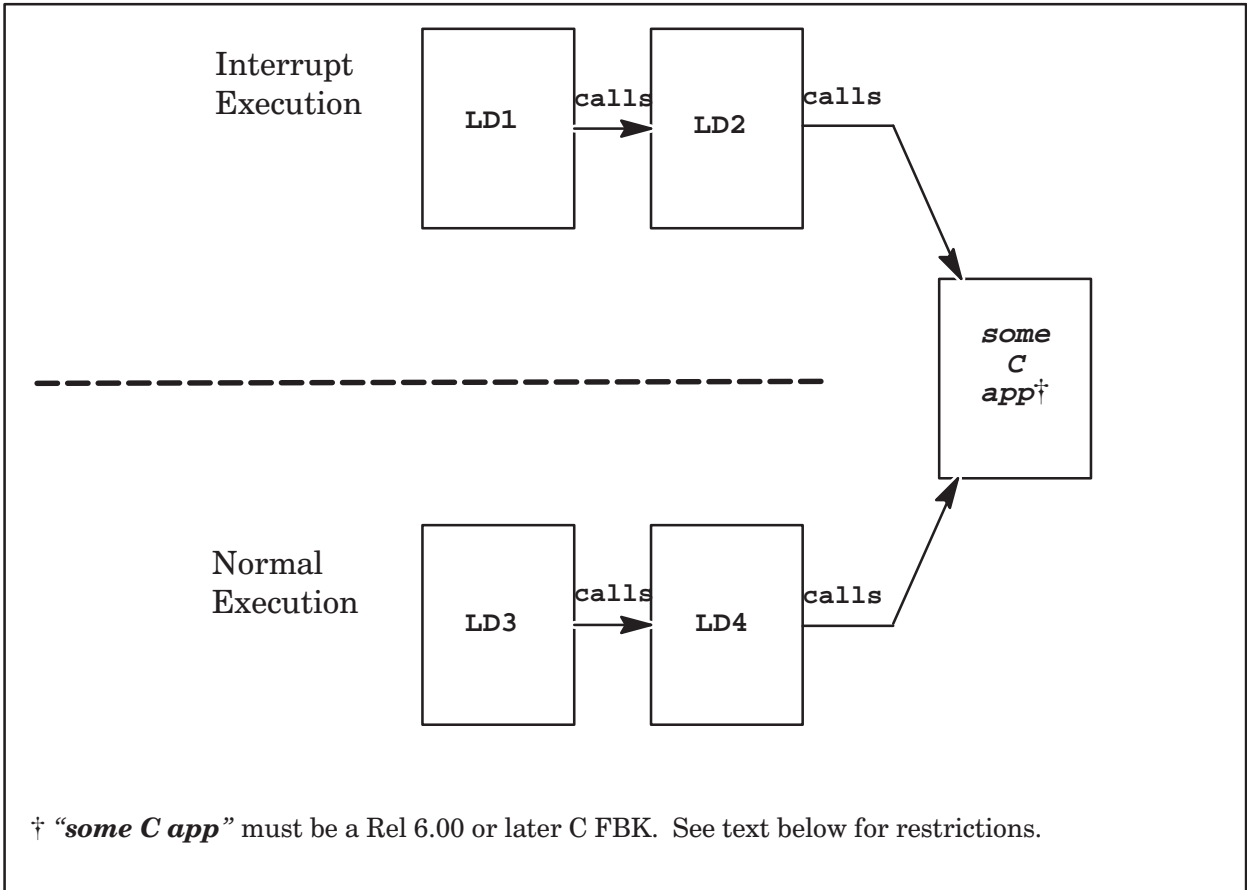 Interrupt
Execution
LD1
calls
LD2
calls
some
C
app†
Normal
Execution
LD3
calls
LD4
calls
† “some C app” must be a Rel 6.00 or later C FBK. See text below for restrictions.